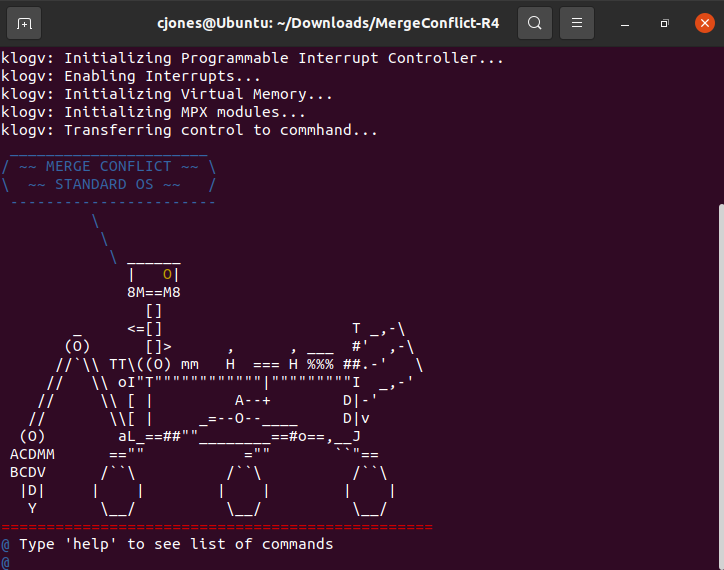 cjones@Ubuntu: ~/Downloads/MergeConflict-R4
klogv: Initializing Programmable Interrupt Controller...
klogv: Enabling Interrupts...
klogv: Initializing Virtual Memory...
klogv: Initializing MPX modules...
klogv: Transferring control to commhand...
 ______________________
/ ~~ MERGE CONFLICT ~~ \
\  ~~ STANDARD OS ~~   /
 -----------------------
          \
           \
            \ ______
              |   O|
              8M==M8
                []
        _     <=[]                     T _,-\
       (O)      []>      ,      , ___  #'  ,-\
      //`\\ TT\((O) mm   H  === H %%% ##.-'   \
     //   \\ oI"T""""""""""""|"""""""""I  _,-'
    //     \\ [ |         A--+        D|-'
   //       \\[ |     _=--O--____     D|v
  (O)        aL_==##""________==#o==,__J
 ACDMM      ==""           =""       ``"==
 BCDV      /``\          /``\          /``\
  |D|     |    |        |    |        |    |
   Y       \__/          \__/          \__/
================================================
@ Type 'help' to see list of commands
@